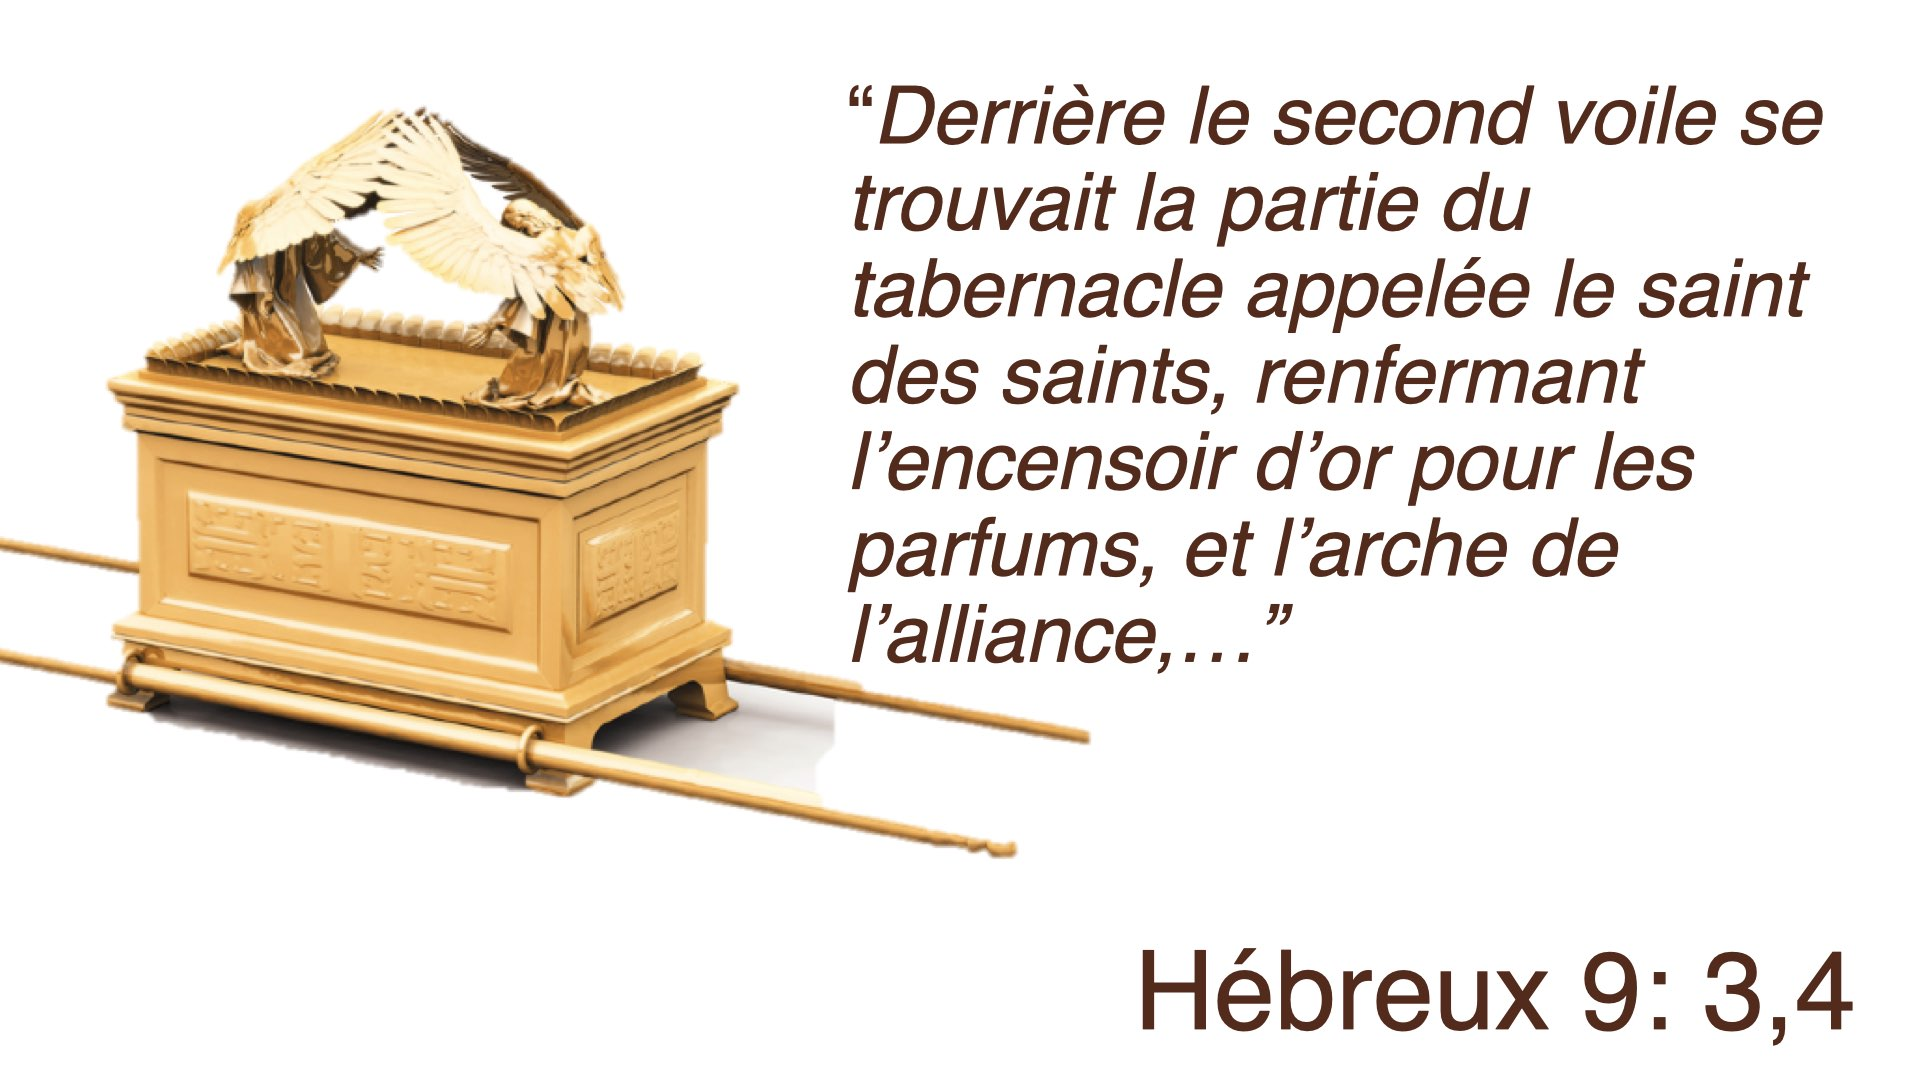 “Derrière le second voile se
trouvait la partie du
tabernacle appelée le saint
des saints, renfermant
l’encensoir d’or pour les
parfums, et l’arche de
l’alliance,…”
Hébreux 9: 3,4